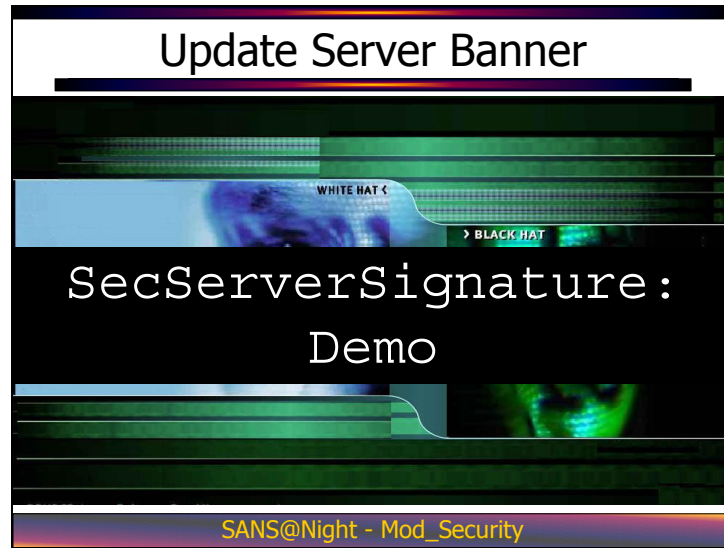 Update Server Banner
WHITE HAT <
> BLACK HAT
SecServerSignature:
Demo
SANS@Night - Mod_Security